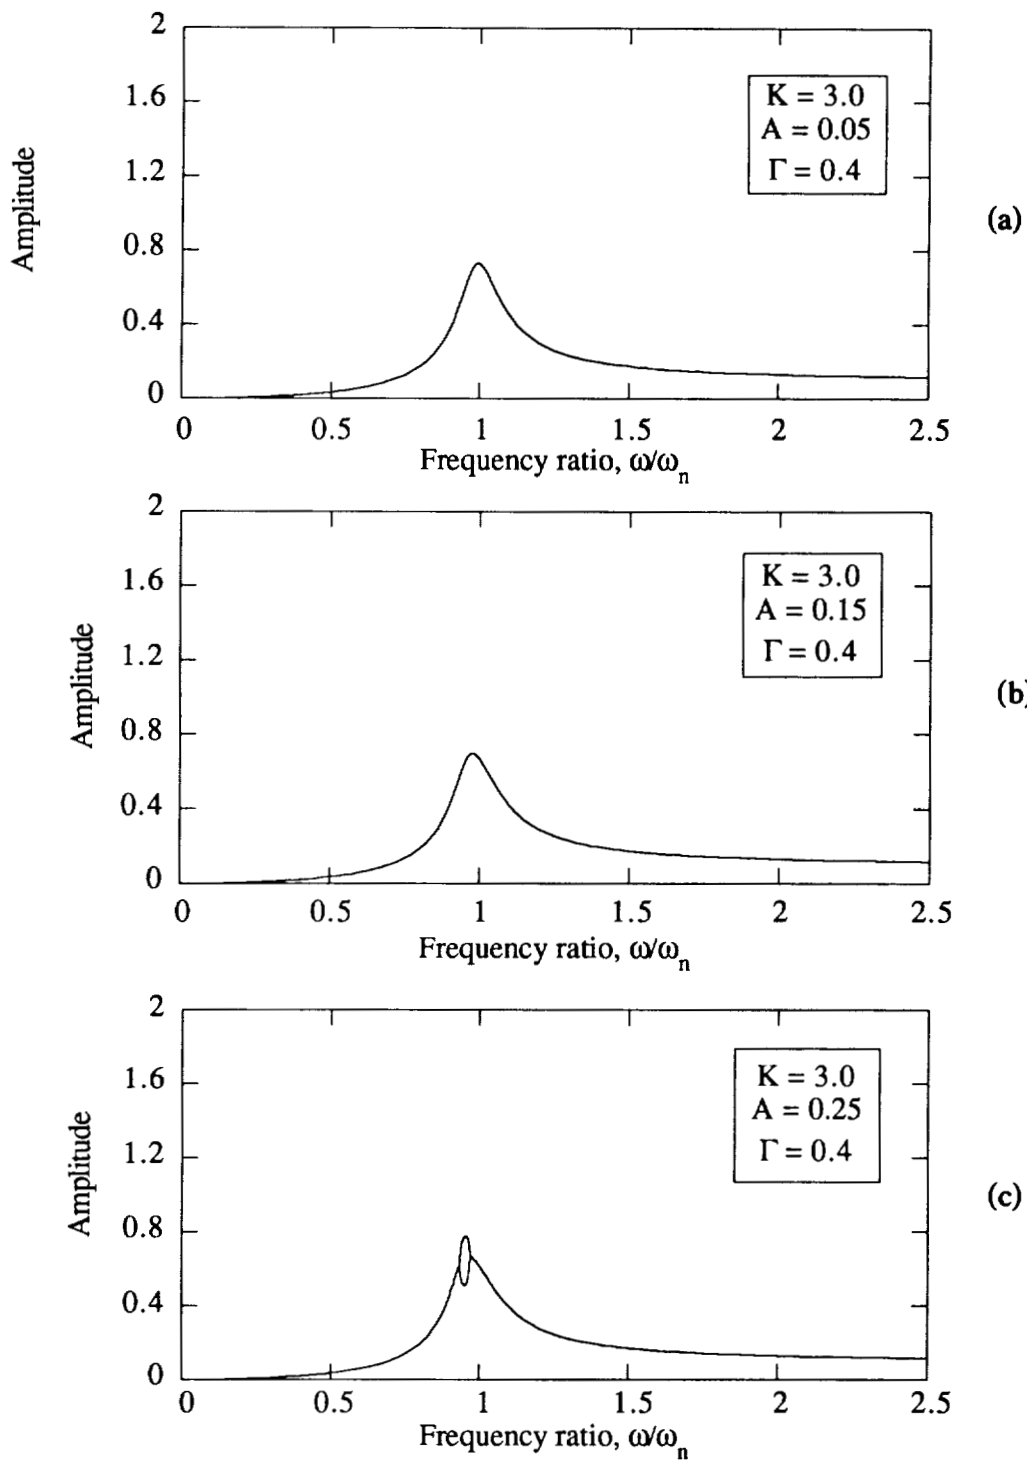 2
1.6
1.2
0.8
0.4
0
Amplitude
K = 3.0
A = 0.05
Γ = 0.4
(a)
0 0.5 1 1.5 2 2.5
Frequency ratio, ω/ωn
2
1.6
1.2
0.8
0.4
0
Amplitude
K = 3.0
A = 0.15
Γ = 0.4
(b)
0 0.5 1 1.5 2 2.5
Frequency ratio, ω/ωn
2
1.6
1.2
0.8
0.4
0
Amplitude
K = 3.0
A = 0.25
Γ = 0.4
(c)
0 0.5 1 1.5 2 2.5
Frequency ratio, ω/ωn